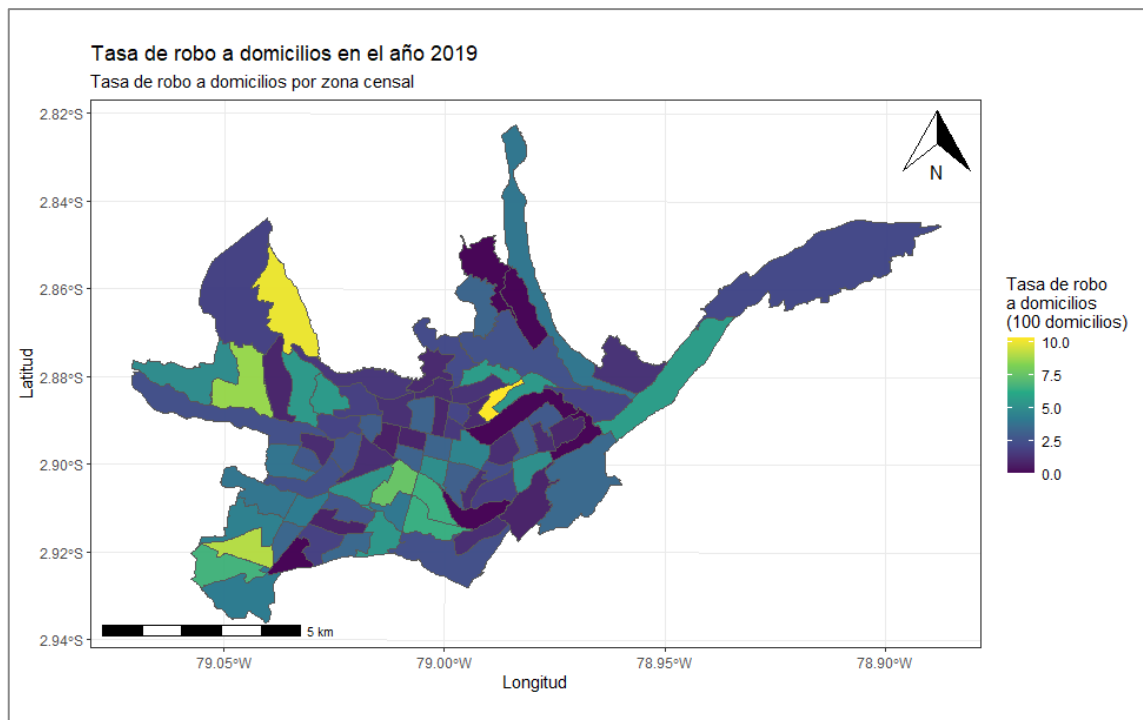 Tasa de robo a domicilios en el año 2019
Tasa de robo a domicilios por zona censal
2.82°S
2.84°S
2.86°S
2.88°S
2.90°S
2.92°S
2.94°S
Latitud
N
5 km
79.05°W
79.00°W
78.95°W
78.90°W
Longitud
Tasa de robo
a domicilios
(100 domicilios)
10.0
7.5
5.0
2.5
0.0